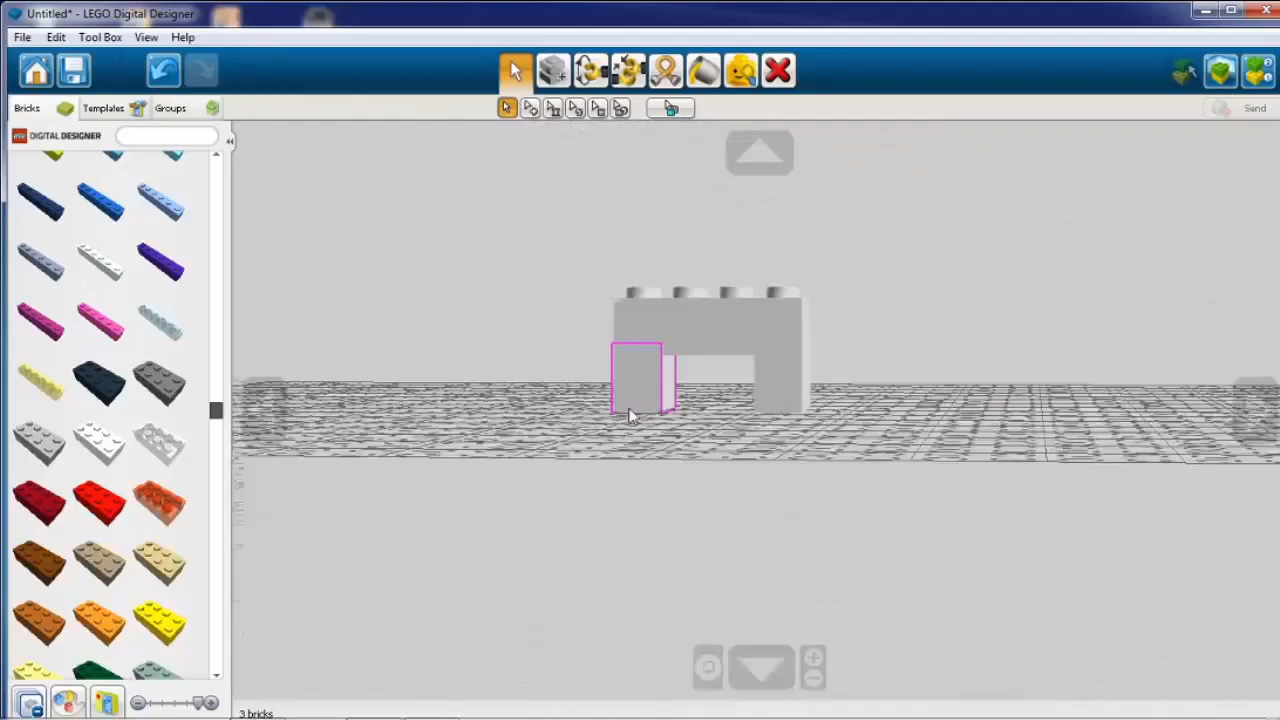 Untitled* - LEGO Digital Designer
File Edit Tool Box View Help
Bricks Templates Groups Send
DIGITAL DESIGNER
3 bricks